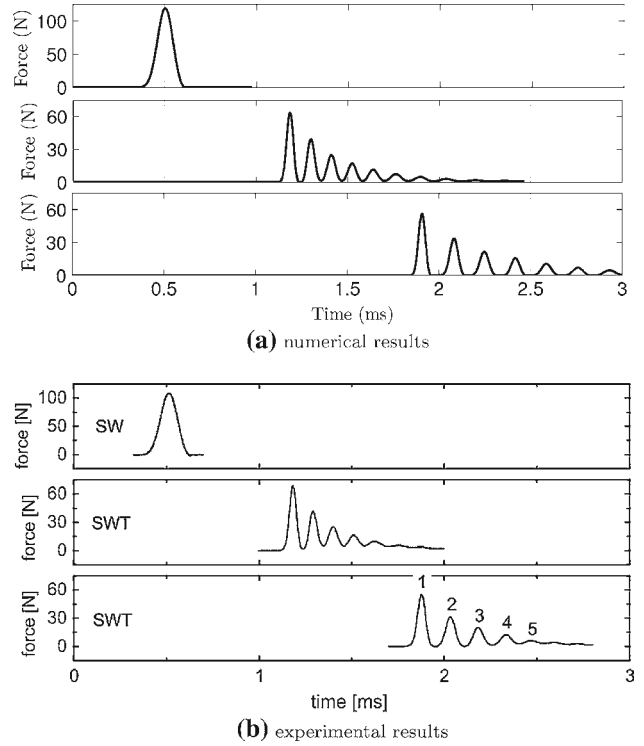 Force (N)
120
100
50
0
Force (N)
60
30
0
Force (N)
60
30
0
0 0.5 1 1.5 2 2.5 3
Time (ms)
(a) numerical results
force [N]
100
50
0
SW
force [N]
60
30
0
SWT
force [N]
60
30
0
SWT
1 2 3 4 5
0 1 2 3
time [ms]
(b) experimental results